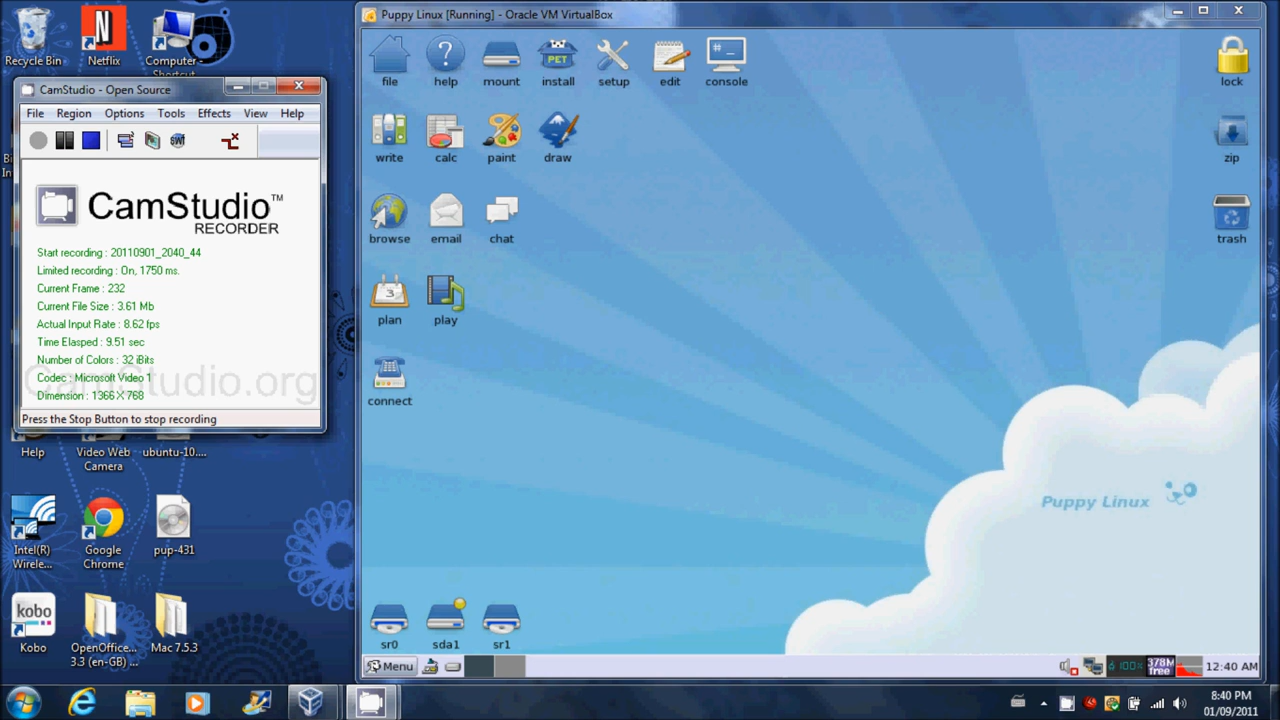 Recycle Bin
Netflix
Computer - Shortcut
CamStudio - Open Source
File Region Options Tools Effects View Help
CamStudio™
RECORDER
Start recording : 20110901_2040_44
Limited recording : On, 1750 ms.
Current Frame : 232
Current File Size : 3.61 Mb
Actual Input Rate : 8.62 fps
Time Elasped : 9.51 sec
Number of Colors : 32 iBits
Codec : Microsoft Video 1
Dimension : 1366 X 768
CamStudio.org
Press the Stop Button to stop recording
Help
Video Web Camera
ubuntu-10....
Intel(R) Wirele...
Google Chrome
pup-431
kobo
Kobo
OpenOffice... 3.3 (en-GB) ...
Mac 7.5.3
Puppy Linux [Running] - Oracle VM VirtualBox
file help mount install setup edit console
PET
lock
write calc paint draw
zip
browse email chat
trash
plan play
connect
Puppy Linux
sr0 sda1 sr1
Menu
100%
378M free
12:40 AM
8:40 PM
01/09/2011